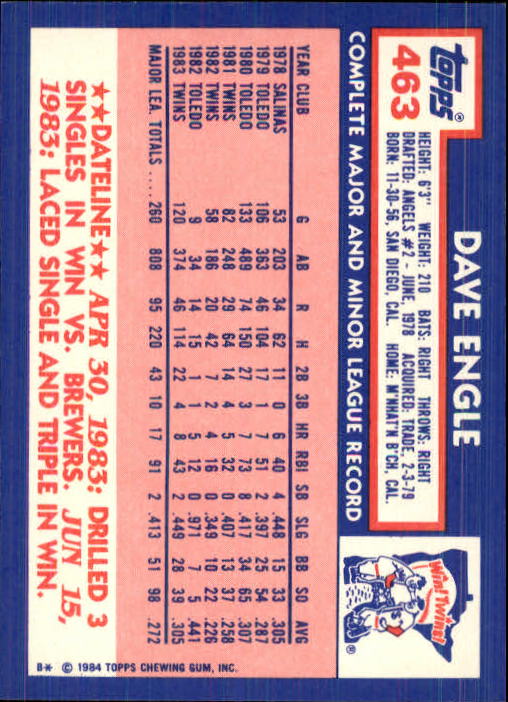 Topps®
463
DAVE ENGLE
HEIGHT: 6'3" WEIGHT: 210 BATS: RIGHT THROWS: RIGHT
DRAFTED: ANGELS #2 - JUNE, 1978 ACQUIRED: TRADE, 2-3-79
BORN: 11-30-56, SAN DIEGO, CAL. HOME: M'NHAT'N B'CH, CAL.
Win! Twins!
®
COMPLETE MAJOR AND MINOR LEAGUE RECORD
YEAR CLUB G AB R H 2B 3B HR RBI SB SLG BB SO AVG
1978 SALINAS 53 203 34 62 11 0 6 40 4 .448 15 33 .305
1979 TOLEDO 106 363 46 104 17 1 7 51 2 .397 25 54 .287
1980 TOLEDO 133 489 74 150 27 3 7 73 8 .417 34 65 .307
1981 TWINS 82 248 29 64 14 4 5 32 0 .407 13 37 .258
1982 TWINS 58 186 20 42 7 2 4 16 0 .349 10 22 .226
1982 TOLEDO 9 34 14 15 1 1 5 12 0 .971 7 5 .441
1983 TWINS 120 374 46 114 22 4 8 43 2 .449 28 39 .305
MAJOR LEA. TOTALS .... 260 808 95 220 43 10 17 91 2 .413 51 98 .272
★★DATELINE★★ APR 30, 1983: DRILLED 3
SINGLES IN WIN VS. BREWERS. JUN 15,
1983: LACED SINGLE AND TRIPLE IN WIN.
B* © 1984 TOPPS CHEWING GUM, INC.